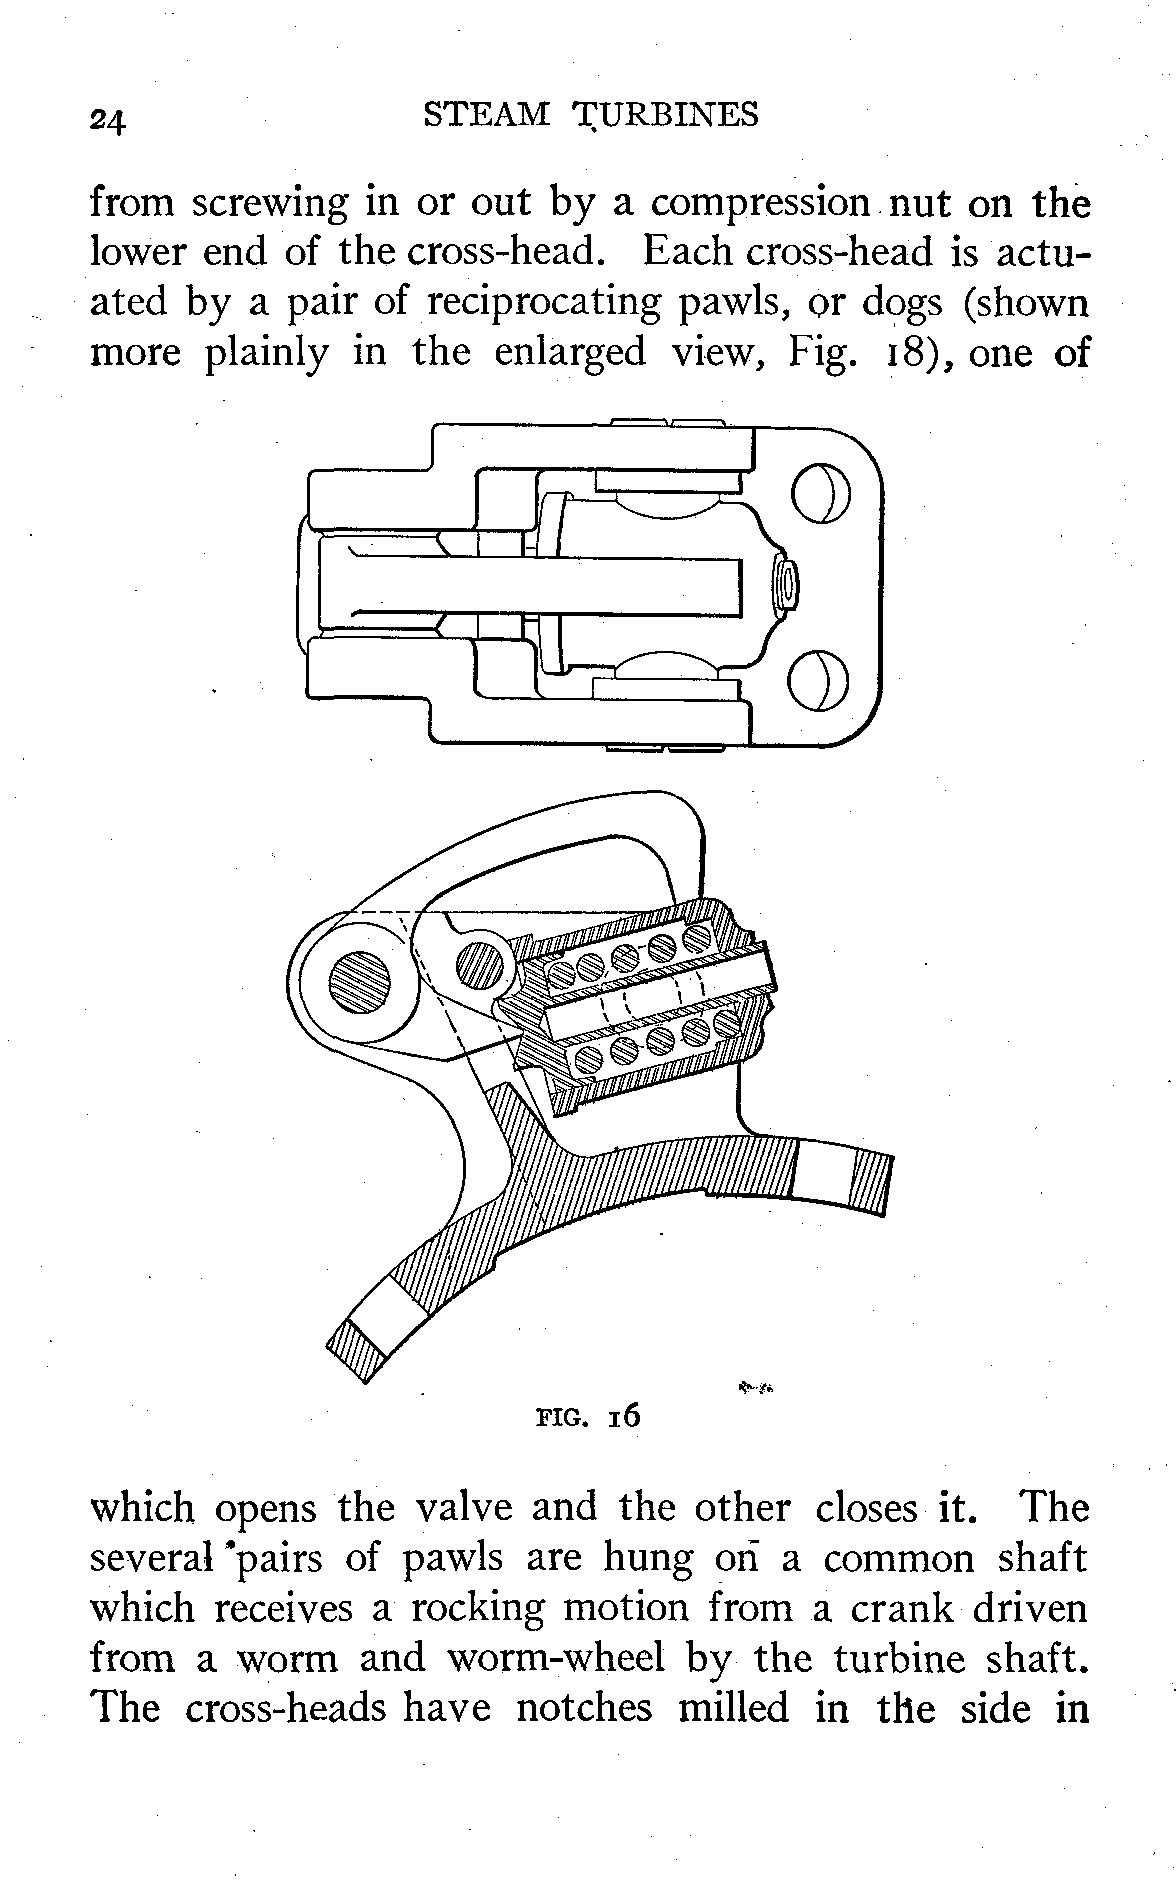 24 STEAM TURBINES
from screwing in or out by a compression nut on the
lower end of the cross-head. Each cross-head is actu-
ated by a pair of reciprocating pawls, or dogs (shown
more plainly in the enlarged view, Fig. 18), one of
FIG. 16
which opens the valve and the other closes it. The
several pairs of pawls are hung on a common shaft
which receives a rocking motion from a crank driven
from a worm and worm-wheel by the turbine shaft.
The cross-heads have notches milled in the side in